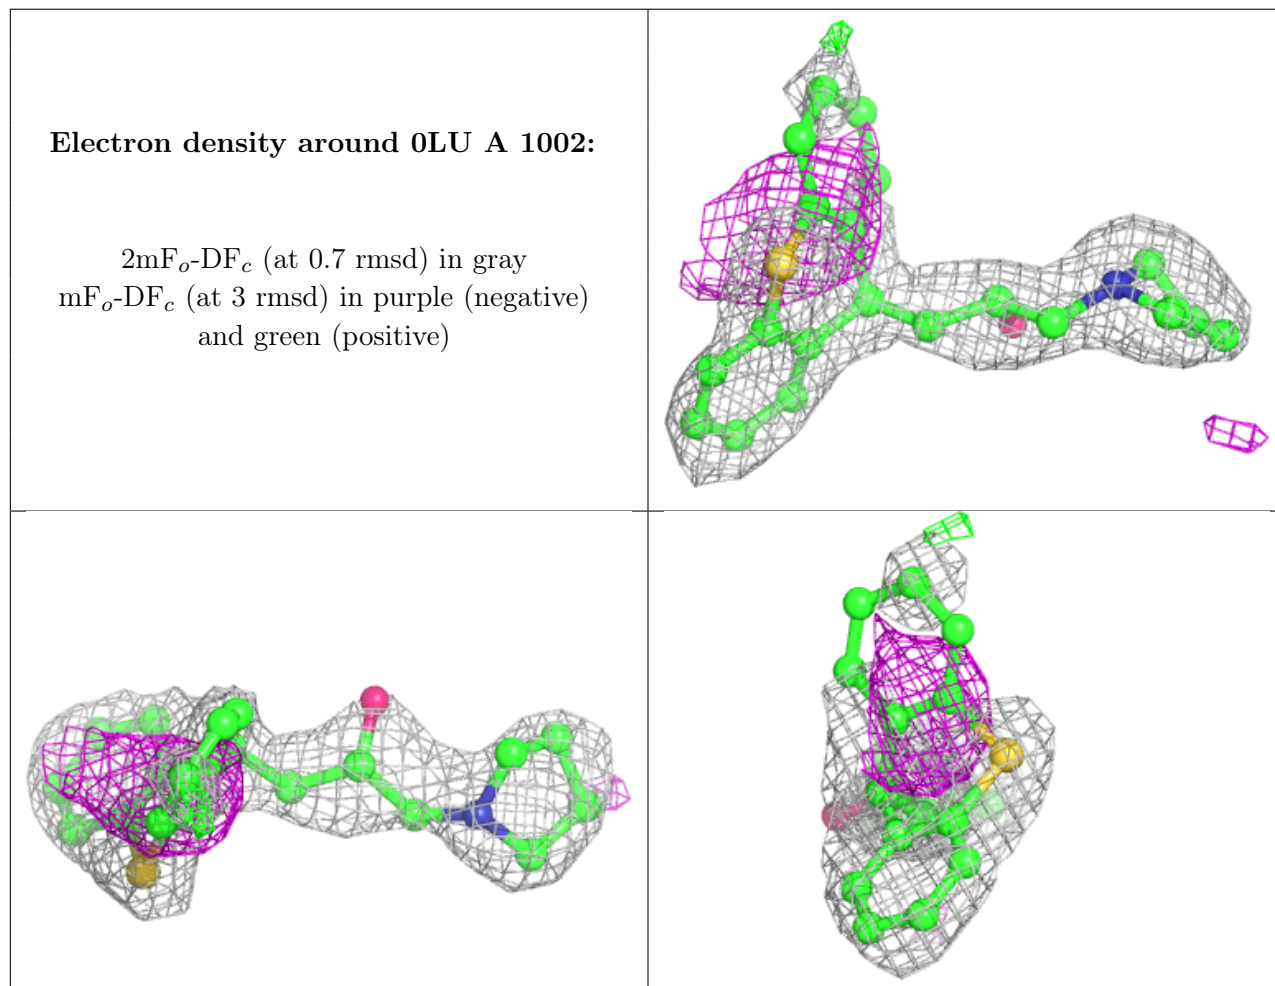 Electron density around 0LU A 1002:
2mFo-DFc (at 0.7 rmsd) in gray
mFo-DFc (at 3 rmsd) in purple (negative)
and green (positive)